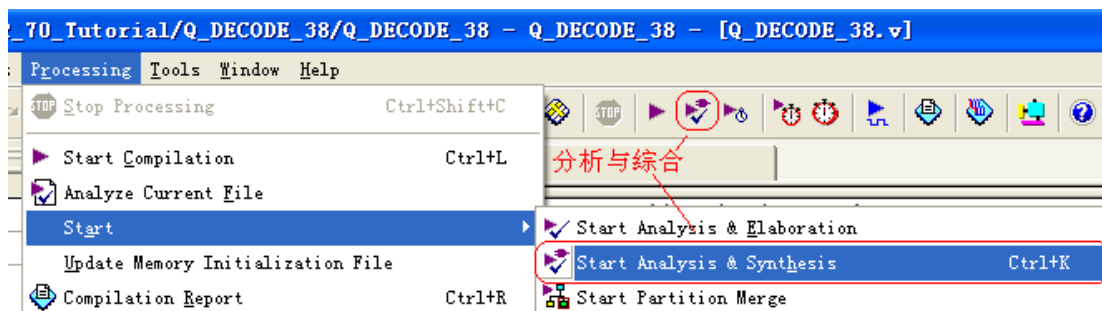 _70_Tutorial/Q_DECODE_38/Q_DECODE_38 - Q_DECODE_38 - [Q_DECODE_38.v]
Processing Tools Window Help
STOP Stop Processing Ctrl+Shift+C
STOP
Start Compilation Ctrl+L
分析与综合
Analyze Current File
Start
Start Analysis & Elaboration
Update Memory Initialization File
Start Analysis & Synthesis Ctrl+K
Compilation Report Ctrl+R
Start Partition Merge